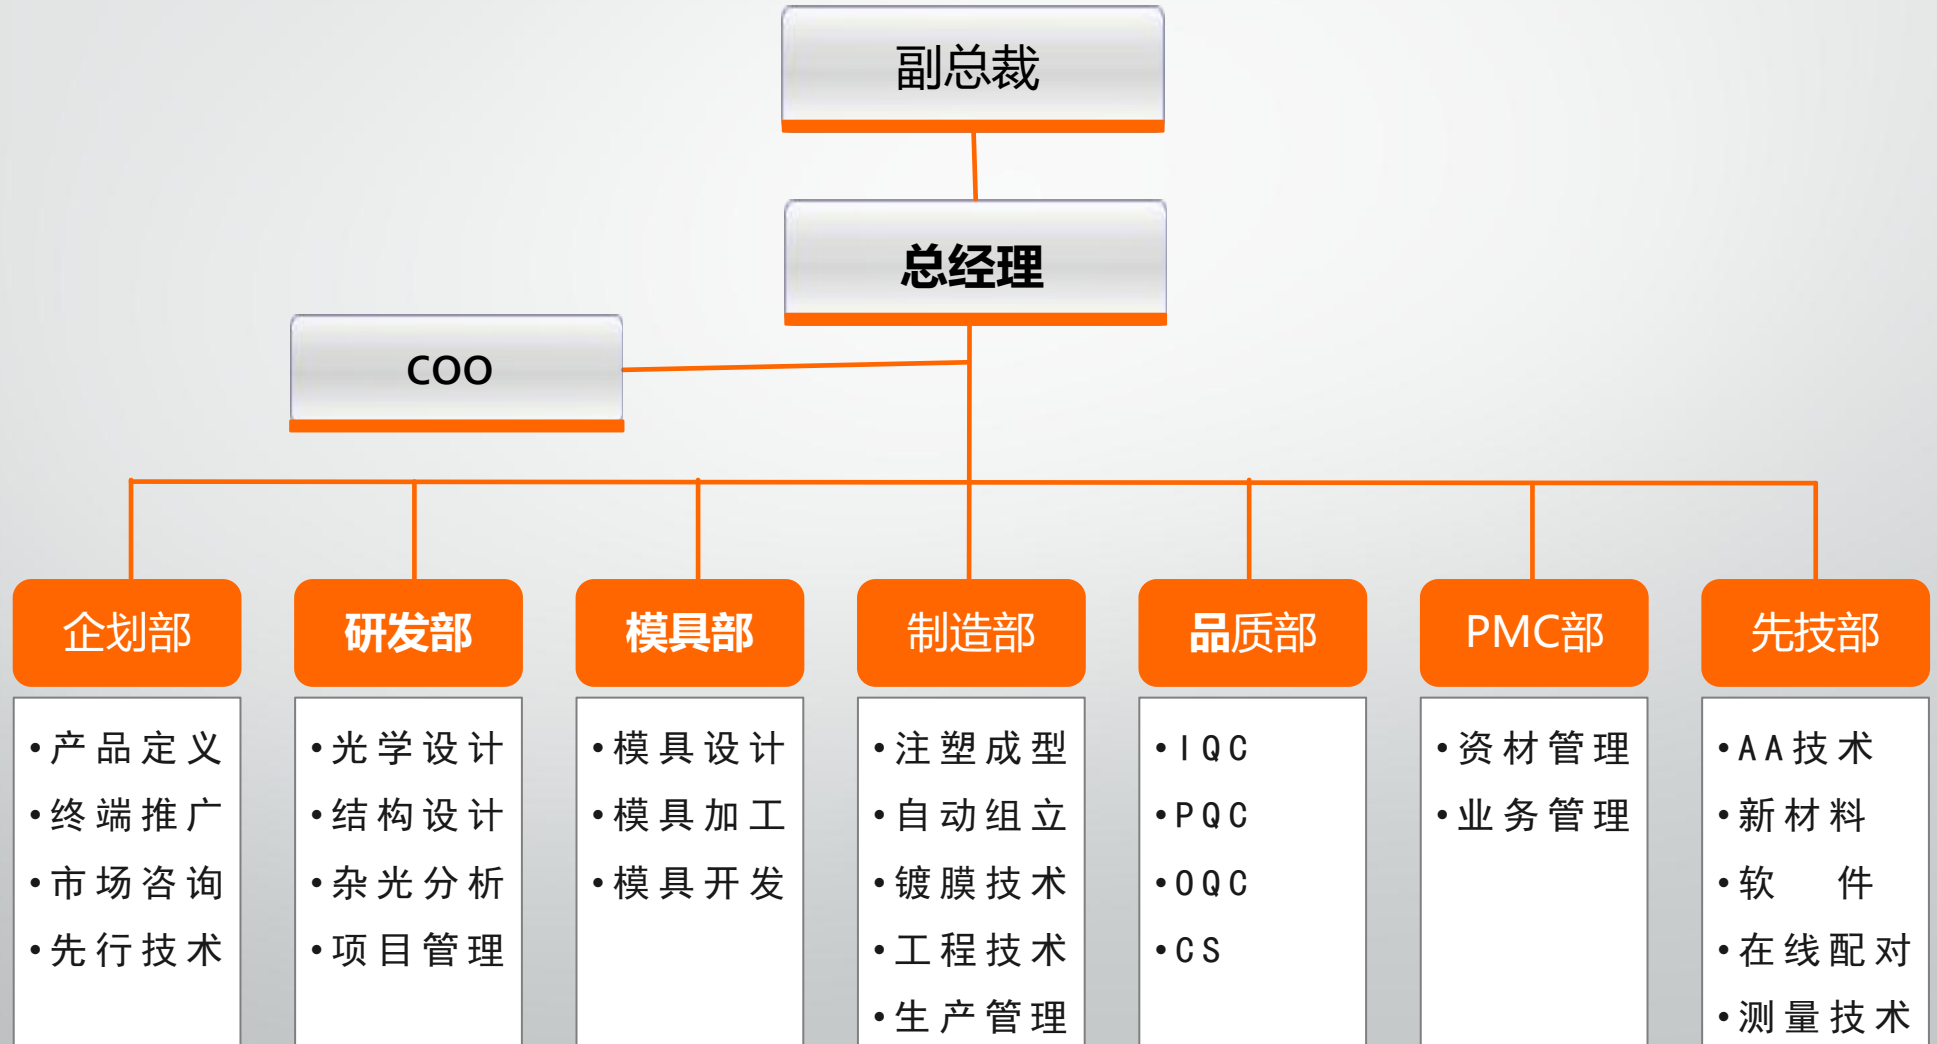 副总裁
总经理
COO
企划部
研发部
模具部
制造部
品质部
PMC部
先技部
•产品定义
•终端推广
•市场咨询
•先行技术
•光学设计
•结构设计
•杂光分析
•项目管理
•模具设计
•模具加工
•模具开发
•注塑成型
•自动组立
•镀膜技术
•工程技术
•生产管理
•IQC
•PQC
•OQC
•CS
•资材管理
•业务管理
•AA技术
•新材料
•软 件
•在线配对
•测量技术